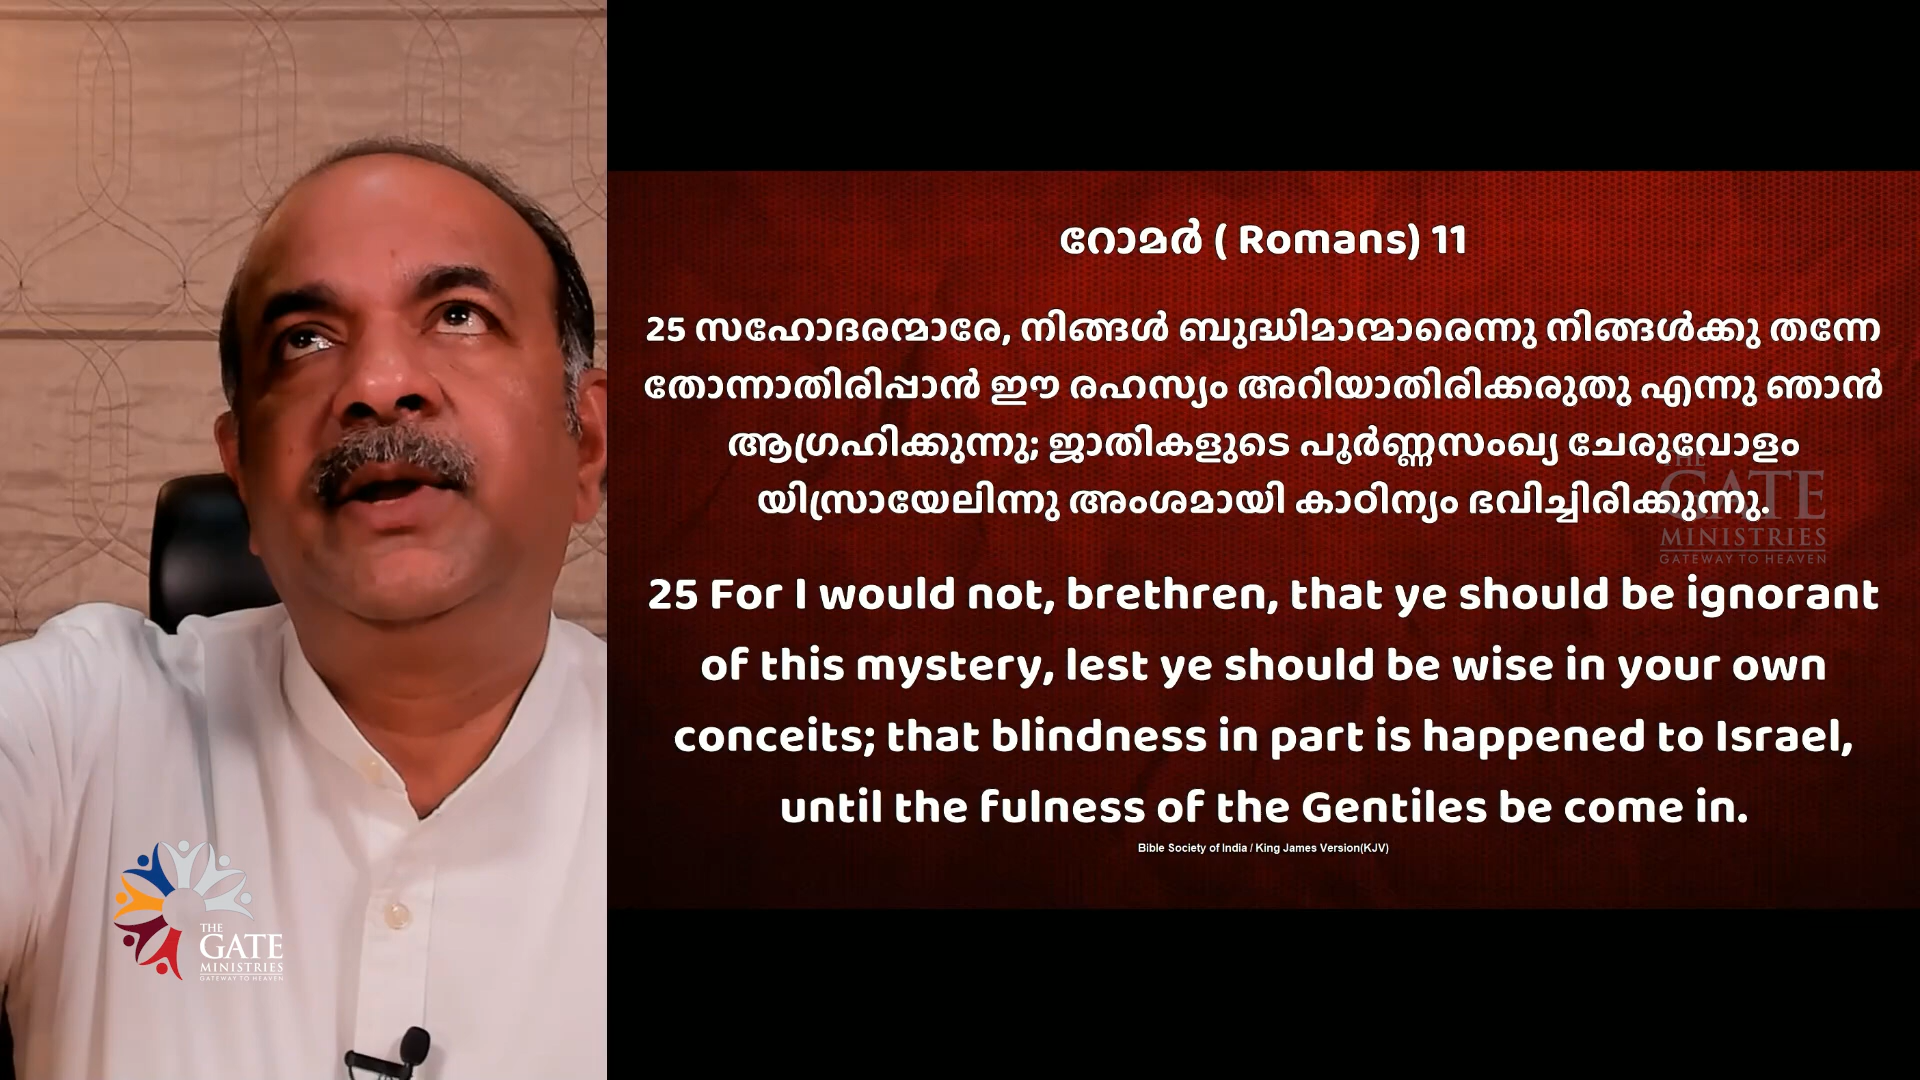 റോമർ ( Romans) 11
25 സഹോദരന്മാരേ, നിങ്ങൾ ബുദ്ധിമാന്മാരെന്നു നിങ്ങൾക്കു തന്നേ
തോന്നാതിരിപ്പാൻ ഈ രഹസ്യം അറിയാതിരിക്കരുതു എന്നു ഞാൻ
ആഗ്രഹിക്കുന്നു; ജാതികളുടെ പൂർണ്ണസംഖ്യ ചേരുവോളം
യിസ്രായേലിന്നു അംശമായി കാഠിന്യം ഭവിച്ചിരിക്കുന്നു.
THE
GATE
MINISTRIES
GATEWAY TO HEAVEN
25 For I would not, brethren, that ye should be ignorant
of this mystery, lest ye should be wise in your own
conceits; that blindness in part is happened to Israel,
until the fulness of the Gentiles be come in.
Bible Society of India / King James Version(KJV)
THE
GATE
MINISTRIES
GATEWAY TO HEAVEN